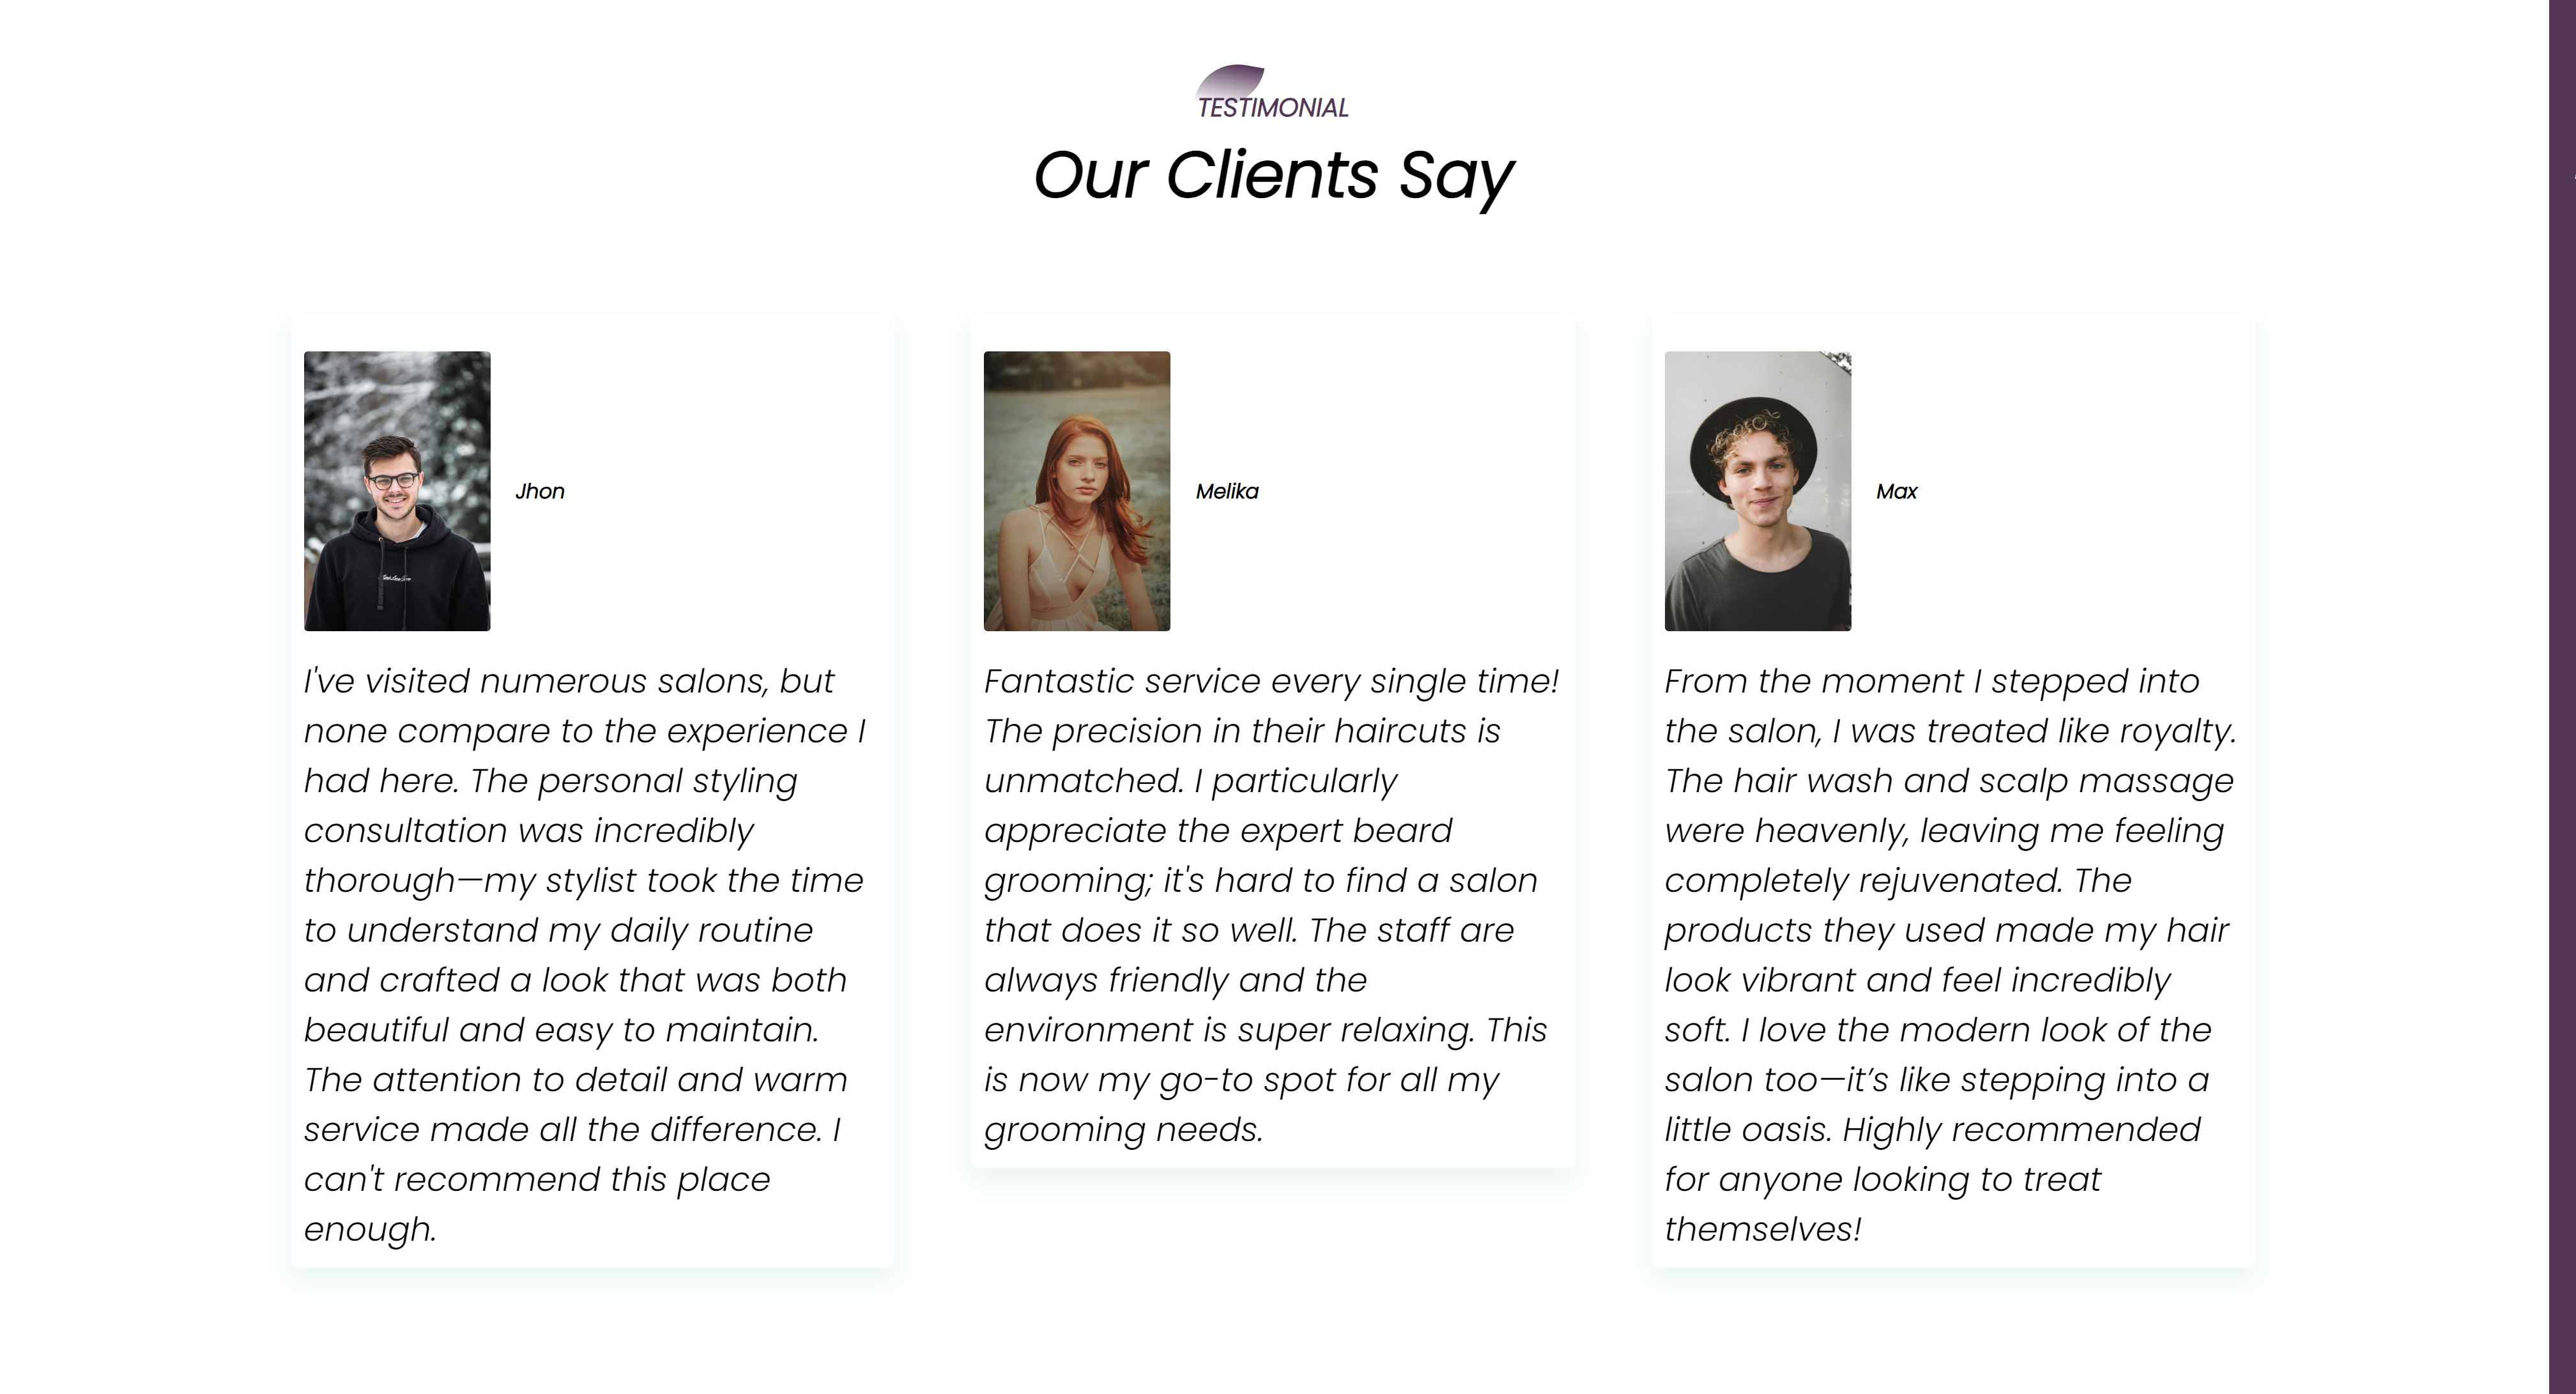 TESTIMONIAL
Our Clients Say
Jhon
I've visited numerous salons, but
none compare to the experience I
had here. The personal styling
consultation was incredibly
thorough—my stylist took the time
to understand my daily routine
and crafted a look that was both
beautiful and easy to maintain.
The attention to detail and warm
service made all the difference. I
can't recommend this place
enough.
Melika
Fantastic service every single time!
The precision in their haircuts is
unmatched. I particularly
appreciate the expert beard
grooming; it's hard to find a salon
that does it so well. The staff are
always friendly and the
environment is super relaxing. This
is now my go-to spot for all my
grooming needs.
Max
From the moment I stepped into
the salon, I was treated like royalty.
The hair wash and scalp massage
were heavenly, leaving me feeling
completely rejuvenated. The
products they used made my hair
look vibrant and feel incredibly
soft. I love the modern look of the
salon too—it’s like stepping into a
little oasis. Highly recommended
for anyone looking to treat
themselves!